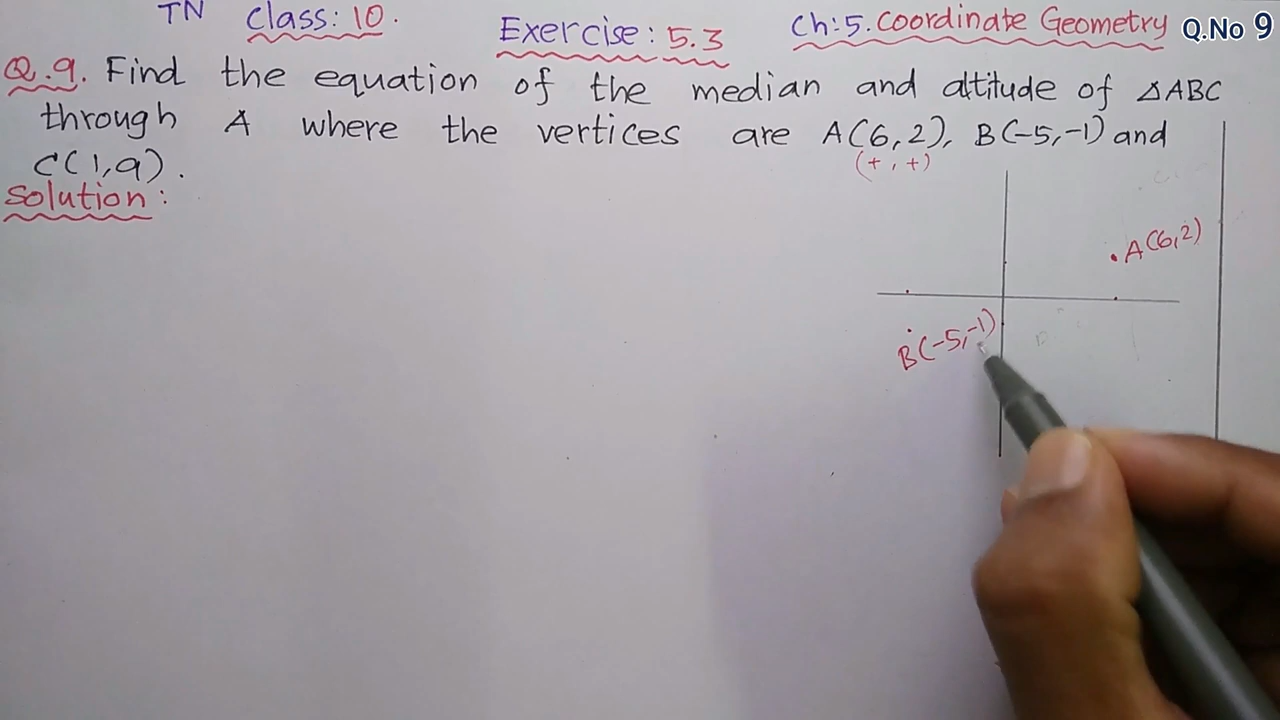 TN Class: 10. Exercise: 5.3 Ch:5. Coordinate Geometry Q.No 9
Q.9. Find the equation of the median and altitude of △ABC
through A where the vertices are A(6,2), B(-5,-1) and
C(1,9).
(+,+)
Solution:
A(6,2)
B(-5,-1)